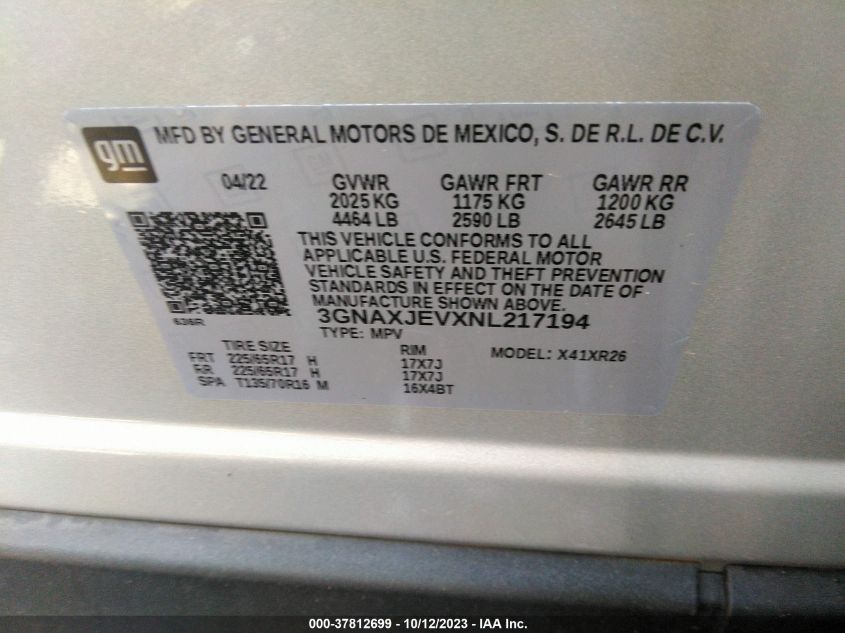 gm MFD BY GENERAL MOTORS DE MEXICO, S. DE R.L. DE C.V.
04/22 GVWR GAWR FRT GAWR RR
2025 KG 1175 KG 1200 KG
4464 LB 2590 LB 2645 LB
THIS VEHICLE CONFORMS TO ALL
APPLICABLE U.S. FEDERAL MOTOR
VEHICLE SAFETY AND THEFT PREVENTION
STANDARDS IN EFFECT ON THE DATE OF
MANUFACTURE SHOWN ABOVE.
636IR 3GNAXJEVXNL217194
TYPE: MPV
TIRE SIZE RIM MODEL: X41XR26
FRT 225/65R17 H 17X7J
RR 225/65R17 H 17X7J
SPA T135/70R16 M 16X4BT
000-37812699 - 10/12/2023 - IAA Inc.